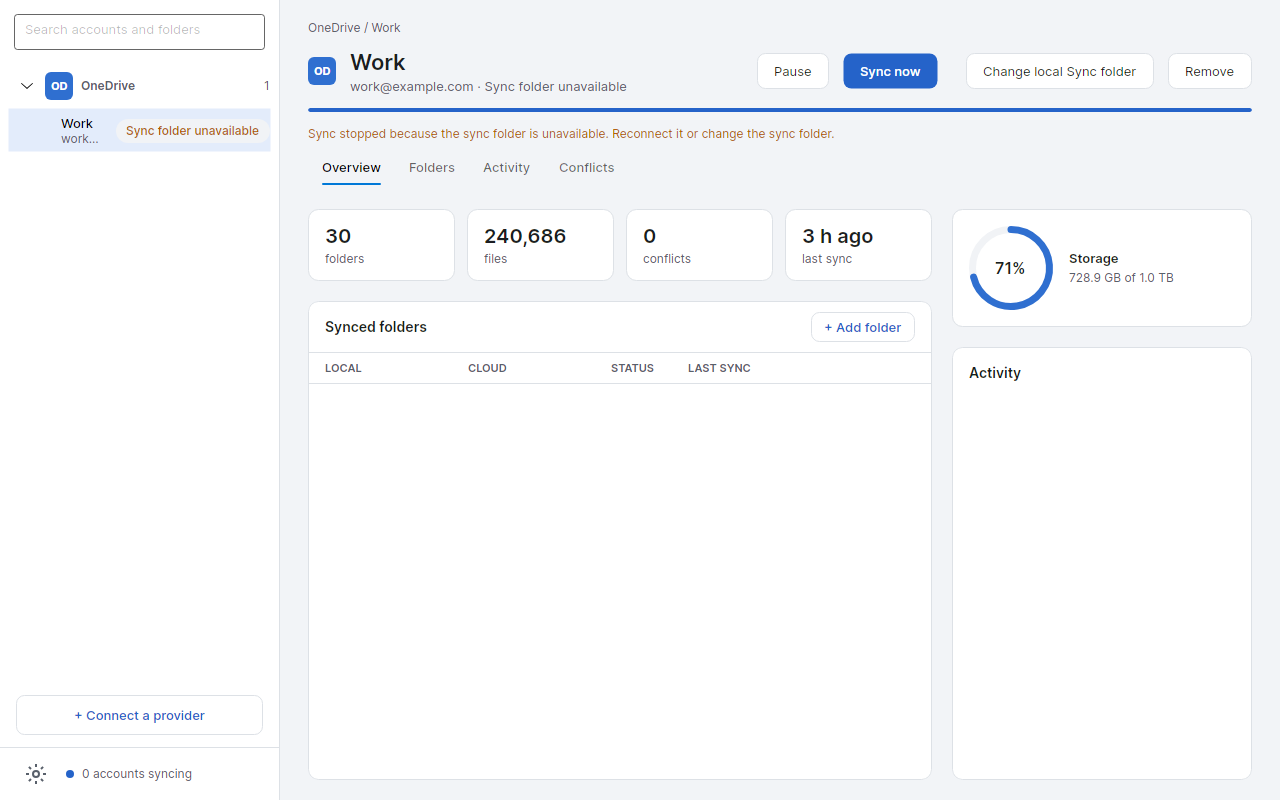 Search accounts and folders
OD OneDrive 1
Work
work... Sync folder unavailable
+ Connect a provider
0 accounts syncing
OneDrive / Work
OD Work
work@example.com · Sync folder unavailable
Pause Sync now Change local Sync folder Remove
Sync stopped because the sync folder is unavailable. Reconnect it or change the sync folder.
Overview Folders Activity Conflicts
30 folders
240,686 files
0 conflicts
3 h ago last sync
71%
Storage
728.9 GB of 1.0 TB
Synced folders + Add folder
LOCAL CLOUD STATUS LAST SYNC
Activity